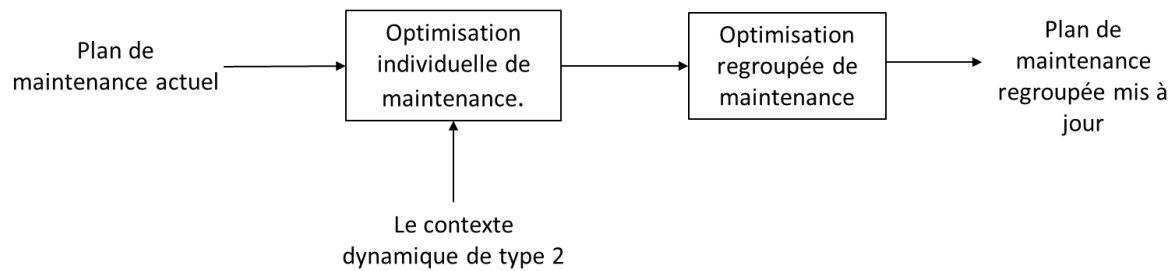 Plan de
maintenance actuel
Optimisation
individuelle de
maintenance.
Optimisation
regroupée de
maintenance
Plan de
maintenance
regroupée mis à
jour
Le contexte
dynamique de type 2